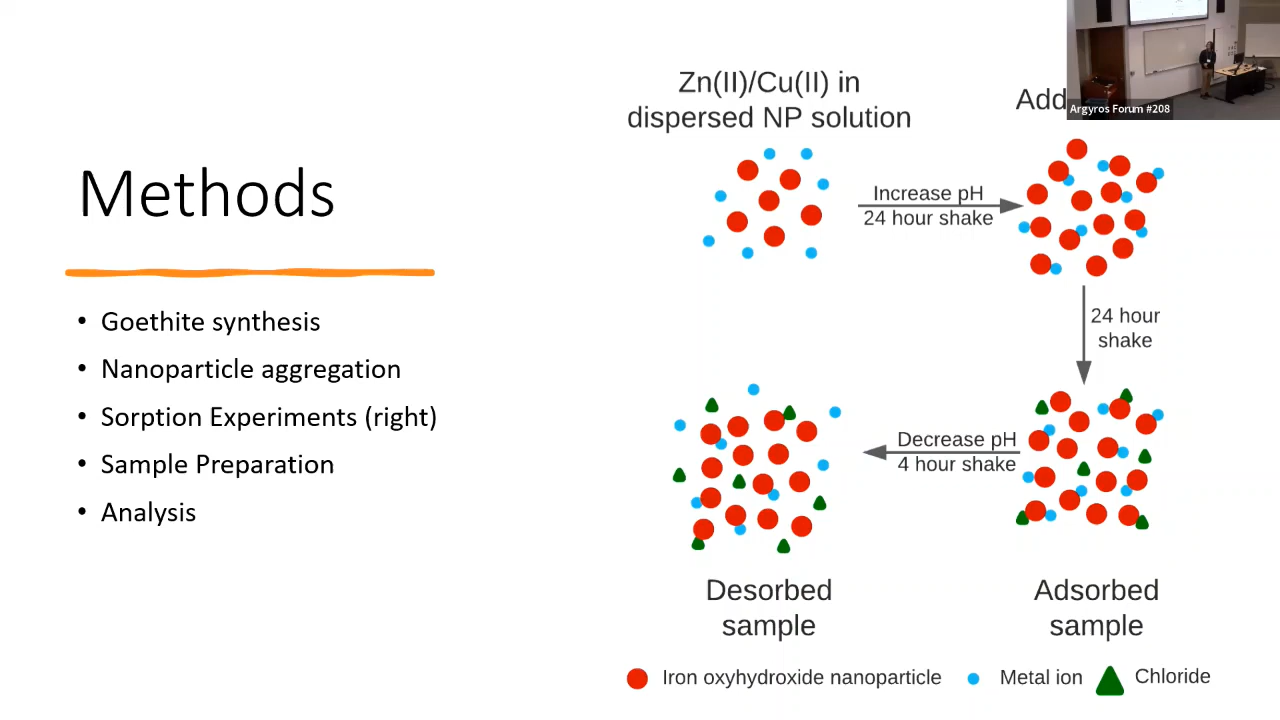 Methods
• Goethite synthesis
• Nanoparticle aggregation
• Sorption Experiments (right)
• Sample Preparation
• Analysis
Zn(II)/Cu(II) in
dispersed NP solution
Increase pH
24 hour shake
Add
Argyros Forum #208
24 hour
shake
Decrease pH
4 hour shake
Desorbed
sample
Adsorbed
sample
Iron oxyhydroxide nanoparticle
Metal ion
Chloride